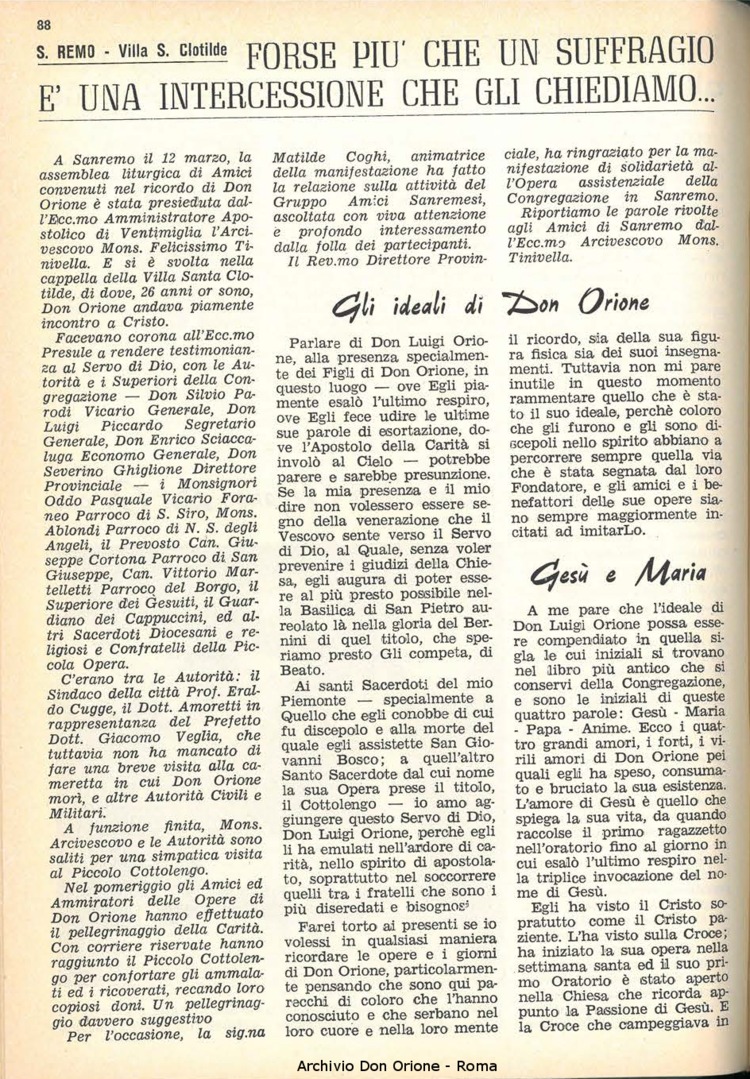 88
S. REMO - Villa S. Clotilde FORSE PIU' CHE UN SUFFRAGIO
E' UNA INTERCESSIONE CHE GLI CHIEDIAMO...
A Sanremo il 12 marzo, la
assemblea liturgica di Amici
convenuti nel ricordo di Don
Orione è stata presieduta dal-
l'Ecc.mo Amministratore Apo-
stolico di Ventimiglia l'Arci-
vescovo Mons. Felicissimo Ti-
nivella. E si è svolta nella
cappella della Villa Santa Clo-
tilde, di dove, 26 anni or sono,
Don Orione andava piamente
incontro a Cristo.
Facevano corona all'Ecc.mo
Presule a rendere testimonian-
za al Servo di Dio, con le Au-
torità e i Superiori della Con-
gregazione — Don Silvio Pa-
rodi Vicario Generale, Don
Luigi Piccardo Segretario
Generale, Don Enrico Sciacca-
luga Economo Generale, Don
Severino Ghiglione Direttore
Provinciale — i Monsignori
Oddo Pasquale Vicario Fora-
neo Parroco di S. Siro, Mons.
Ablondi Parroco di N. S. degli
Angeli, il Prevosto Can. Giu-
seppe Cortona Parroco di San
Giuseppe, Can. Vittorio Mar-
telletti Parroco del Borgo, il
Superiore dei Gesuiti, il Guar-
diano dei Cappuccini, ed al-
tri Sacerdoti Diocesani e re-
ligiosi e Confratelli della Pic-
cola Opera.
C'erano tra le Autorità: il
Sindaco della città Prof. Eral-
do Cugge, il Dott. Amoretti in
rappresentanza del Prefetto
Dott. Giacomo Veglia, che
tuttavia non ha mancato di
fare una breve visita alla ca-
meretta in cui Don Orione
morì, e altre Autorità Civili e
Militari.
A funzione finita, Mons.
Arcivescovo e le Autorità sono
saliti per una simpatica visita
al Piccolo Cottolengo.
Nel pomeriggio gli Amici ed
Ammiratori delle Opere di
Don Orione hanno effettuato
il pellegrinaggio della Carità.
Con corriere riservate hanno
raggiunto il Piccolo Cottolen-
go per confortare gli ammala-
ti ed i ricoverati, recando loro
copiosi doni. Un pellegrinag-
gio davvero suggestivo
Per l'occasione, la sig.na
Matilde Coghi, animatrice
della manifestazione ha fatto
la relazione sulla attività del
Gruppo Amici Sanremesi,
ascoltata con viva attenzione
e profondo interessamento
dalla folla dei partecipanti.
Il Rev.mo Direttore Provin-
ciale, ha ringraziato per la ma-
nifestazione di solidarietà al-
l'Opera assistenziale della
Congregazione in Sanremo.
Riportiamo le parole rivolte
agli Amici di Sanremo dal-
l'Ecc.mo Arcivescovo Mons.
Tinivella.
Gli ideali di Don Orione
Parlare di Don Luigi Orio-
ne, alla presenza specialmen-
te dei Figli di Don Orione, in
questo luogo — ove Egli pia-
mente esalò l'ultimo respiro,
ove Egli fece udire le ultime
sue parole di esortazione, do-
ve l'Apostolo della Carità si
involò al Cielo — potrebbe
parere e sarebbe presunzione.
Se la mia presenza e il mio
dire non volessero essere se-
gno della venerazione che il
Vescovo sente verso il Servo
di Dio, al Quale, senza voler
prevenire i giudizi della Chie-
sa, egli augura di poter esse-
re al più presto possibile nel-
la Basilica di San Pietro au-
reolato là nella gloria del Ber-
nini di quel titolo, che spe-
riamo presto Gli competa, di
Beato.
Ai santi Sacerdoti del mio
Piemonte — specialmente a
Quello che egli conobbe di cui
fu discepolo e alla morte del
quale egli assistette San Gio-
vanni Bosco; a quell'altro
Santo Sacerdote dal cui nome
la sua Opera prese il titolo,
il Cottolengo — io amo ag-
giungere questo Servo di Dio,
Don Luigi Orione, perchè egli
li ha emulati nell'ardore di ca-
rità, nello spirito di apostola-
to, soprattutto nel soccorrere
quelli tra i fratelli che sono i
più diseredati e bisognosi
Farei torto ai presenti se io
volessi in qualsiasi maniera
ricordare le opere e i giorni
di Don Orione, particolarmen-
te pensando che sono qui pa-
recchi di coloro che l'hanno
conosciuto e che serbano nel
loro cuore e nella loro mente
il ricordo, sia della sua figu-
ra fisica sia dei suoi insegna-
menti. Tuttavia non mi pare
inutile in questo momento
rammentare quello che è sta-
to il suo ideale, perchè coloro
che gli furono e gli sono di-
scepoli nello spirito abbiano a
percorrere sempre quella via
che è stata segnata dal loro
Fondatore, e gli amici e i be-
nefattori delle sue opere sia-
no sempre maggiormente in-
citati ad imitarLo.
Gesù e Maria
A me pare che l'ideale di
Don Luigi Orione possa esse-
re compendiato in quella si-
gla le cui iniziali si trovano
nel libro più antico che si
conservi della Congregazione,
e sono le iniziali di queste
quattro parole: Gesù - Maria
- Papa - Anime. Ecco i quat-
tro grandi amori, i forti, i vi-
rili amori di Don Orione pei
quali egli ha speso, consuma-
to e bruciato la sua esistenza.
L'amore di Gesù è quello che
spiega la sua vita, da quando
raccolse il primo ragazzetto
nell'oratorio fino al giorno in
cui esalò l'ultimo respiro nel-
la triplice invocazione del no-
me di Gesù.
Egli ha visto il Cristo so-
pratutto come il Cristo pa-
ziente. L'ha visto sulla Croce;
ha iniziato la sua opera nella
settimana santa ed il suo pri-
mo Oratorio è stato aperto
nella Chiesa che ricorda ap-
punto la Passione di Gesù. E
la Croce che campeggiava in
Archivio Don Orione - Roma